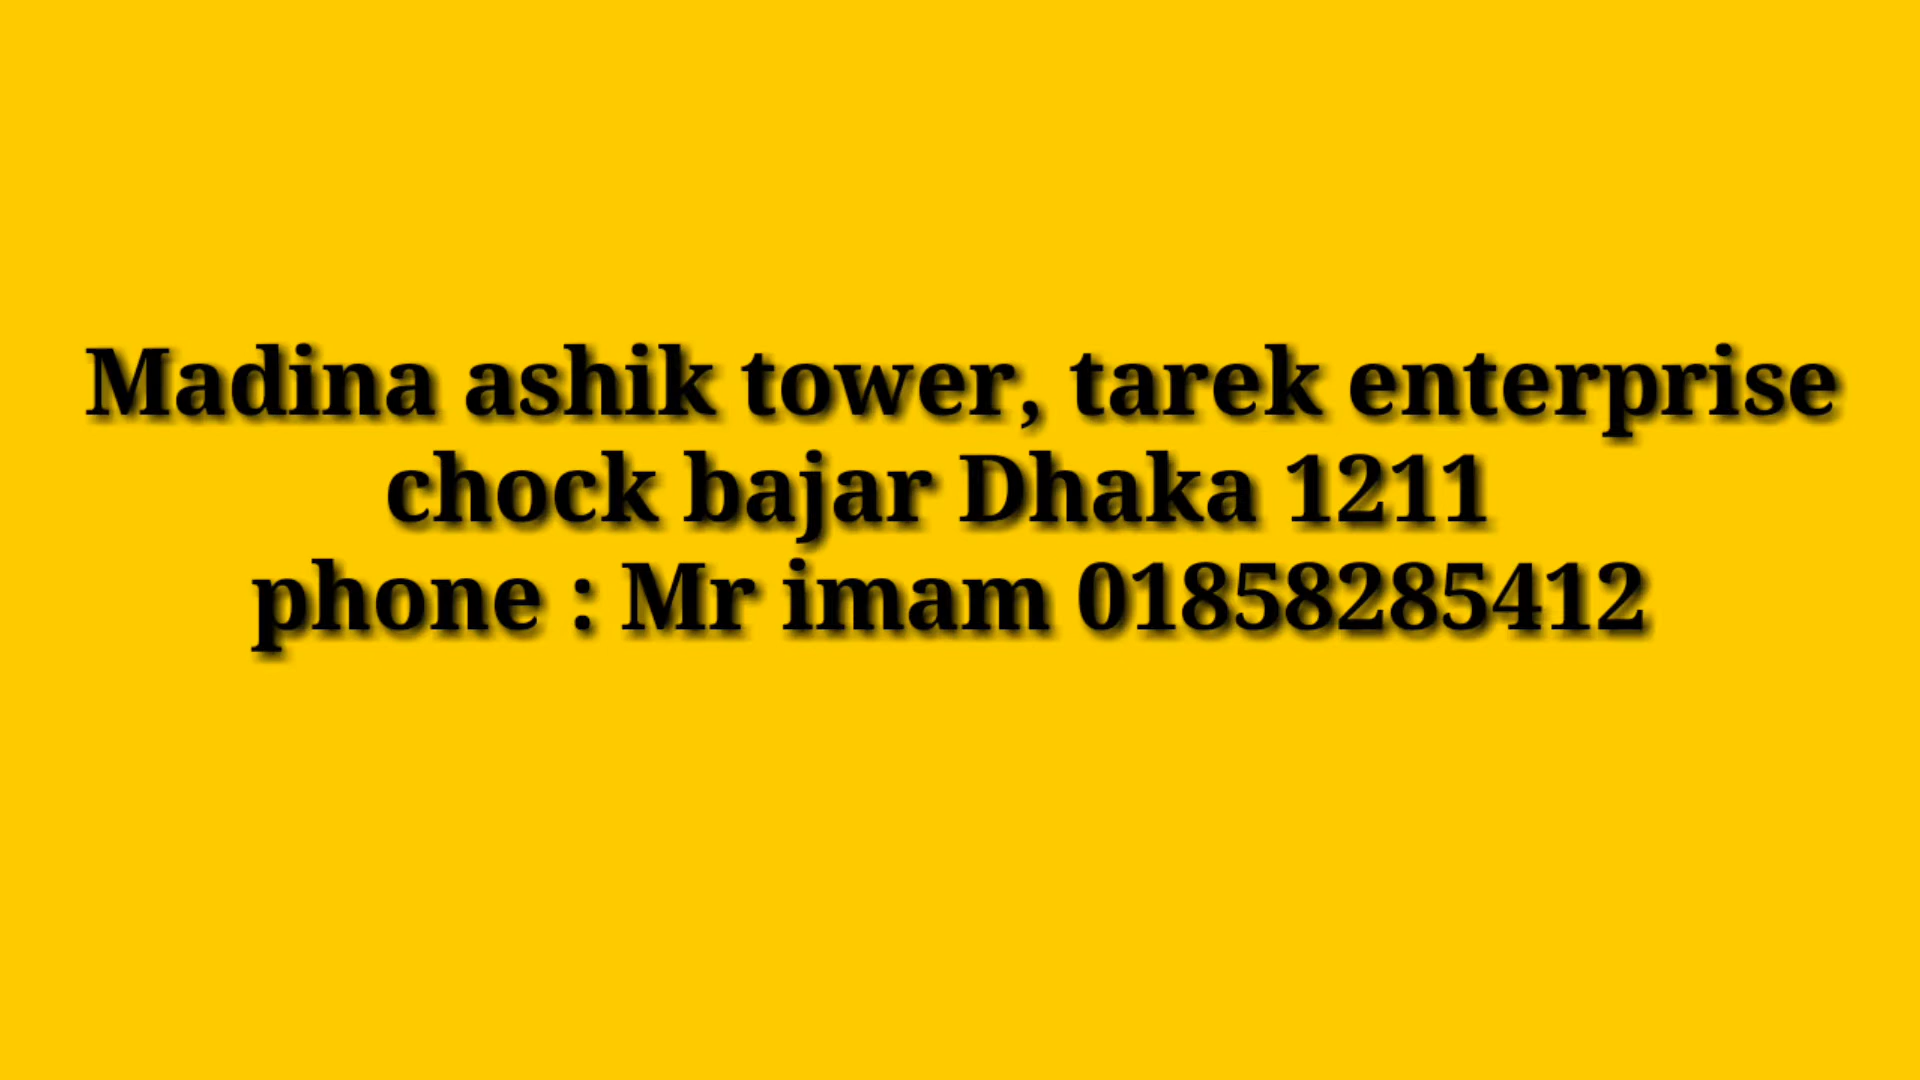 Madina ashik tower, tarek enterprise
chock bajar Dhaka 1211
phone : Mr imam 01858285412